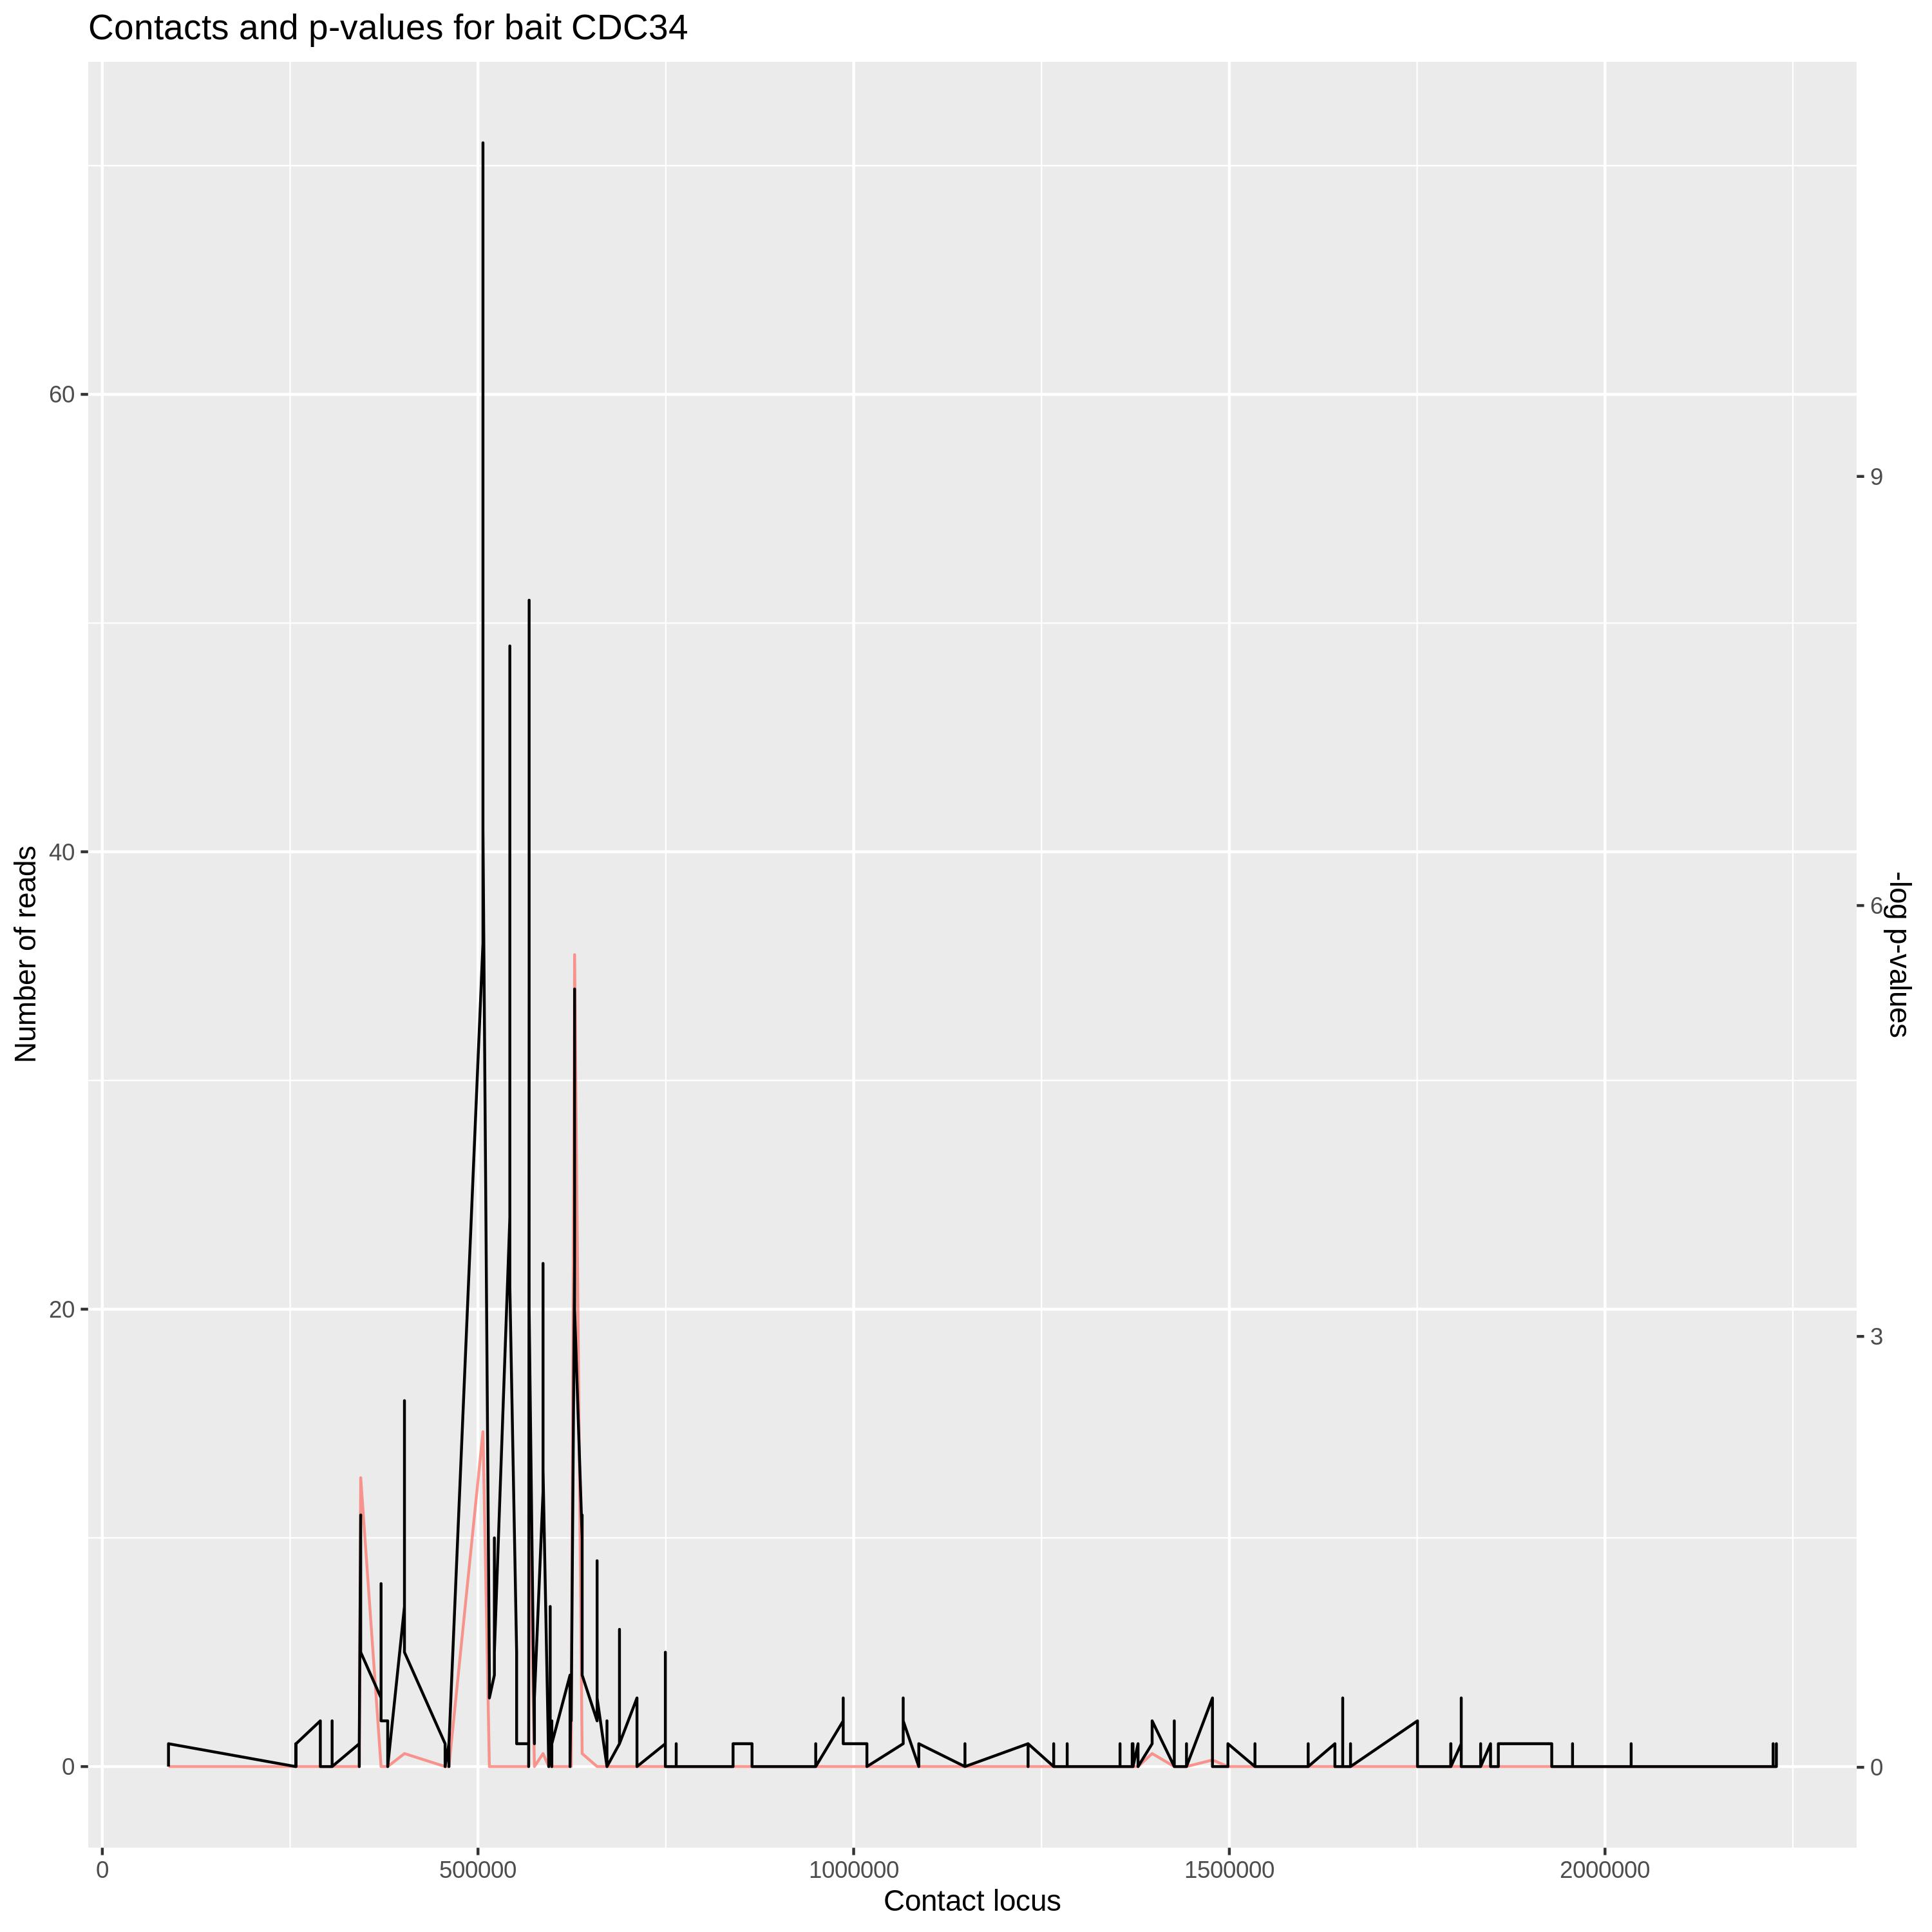 Contacts and p-values for bait CDC34
Number of reads
60
40
20
0
9
6
3
0
-log p-values
0 500000 1000000 1500000 2000000
Contact locus